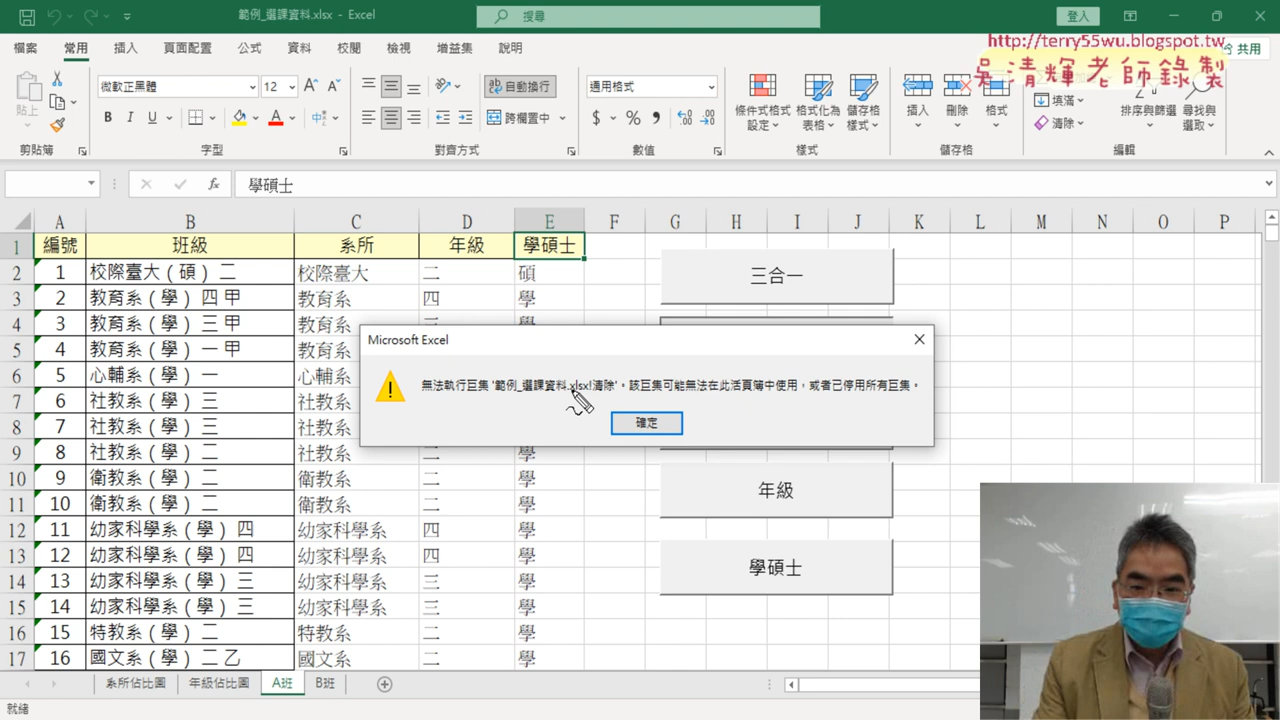 範例_選課資料.xlsx - Excel
搜尋
登入
檔案 常用 插入 頁面配置 公式 資料 校閱 檢視 增益集 說明
共用
http://terry55wu.blogspot.tw
吳清輝老師錄製
貼上
剪貼簿
微軟正黑體 12
B I U
字型
自動換行
跨欄置中
對齊方式
通用格式
數值
條件式格式設定
格式化為表格
儲存格樣式
樣式
插入 刪除 格式
儲存格
填滿
清除
排序與篩選
尋找與選取
編輯
fx 學碩士
A B C D E F G H I J K L M N O P
1 編號 班級 系所 年級 學碩士
2 1 校際臺大（碩）二 校際臺大 二 碩
3 2 教育系（學）四甲 教育系 四 學
4 3 教育系（學）三甲 教育系
5 4 教育系（學）一甲 教育系
6 5 心輔系（學）一 心輔系
7 6 社教系（學）三 社教系
8 7 社教系（學）三 社教系
9 8 社教系（學）二 社教系
10 9 衛教系（學）二 衛教系 二 學
11 10 衛教系（學）二 衛教系 二 學
12 11 幼家科學系（學）四 幼家科學系 四 學
13 12 幼家科學系（學）四 幼家科學系 四 學
14 13 幼家科學系（學）三 幼家科學系 三 學
15 14 幼家科學系（學）三 幼家科學系 三 學
16 15 特教系（學）二 特教系 二 學
17 16 國文系（學）二乙 國文系 二 學
三合一
年級
學碩士
Microsoft Excel
無法執行巨集 '範例_選課資料.xlsx!清除'。該巨集可能無法在此活頁簿中使用，或者已停用所有巨集。
確定
系所佔比圖 年級佔比圖 A班 B班
就緒